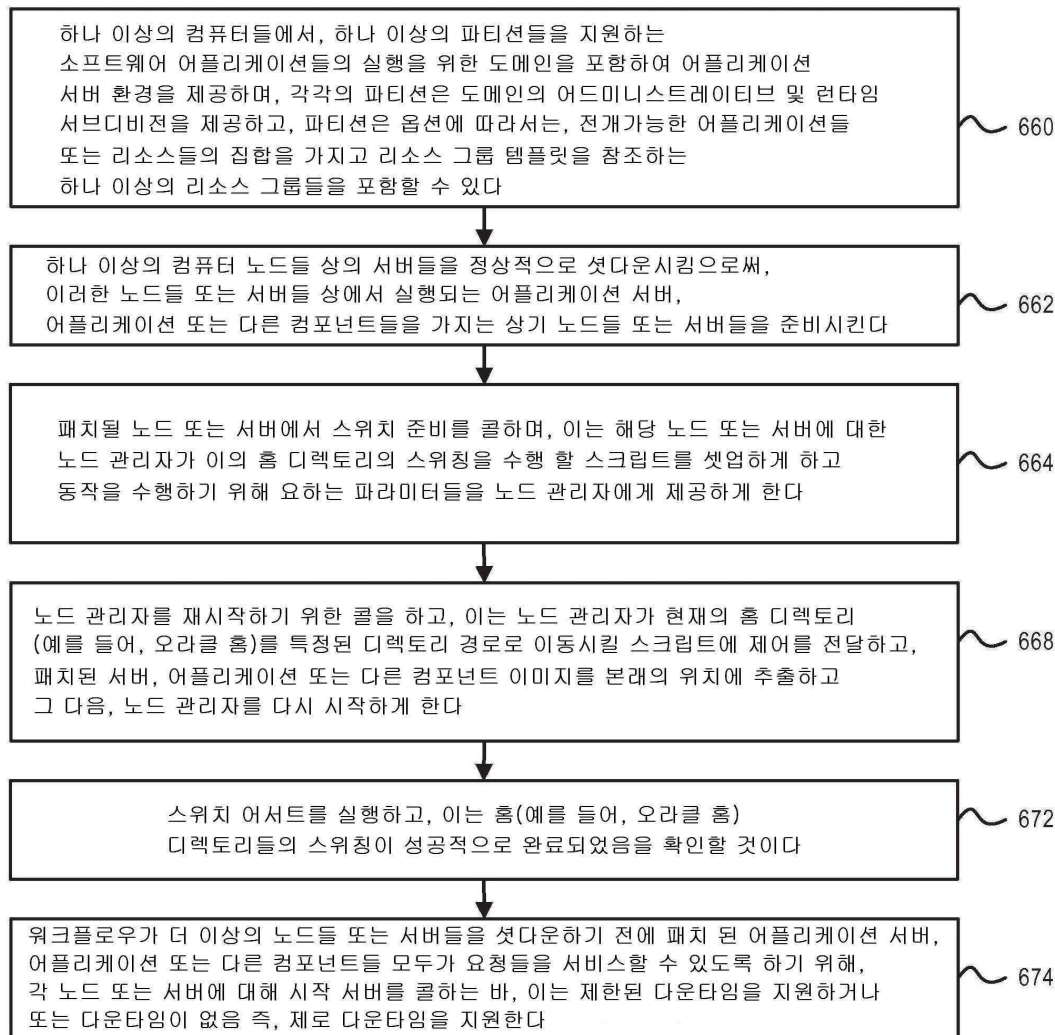 하나 이상의 컴퓨터들에서, 하나 이상의 파티션들을 지원하는
소프트웨어 어플리케이션들의 실행을 위한 도메인을 포함하여 어플리케이션
서버 환경을 제공하며, 각각의 파티션은 도메인의 어드미니스트레이티브 및 런타임
서브디비전을 제공하고, 파티션은 옵션에 따라서는, 전개가능한 어플리케이션들
또는 리소스들의 집합을 가지고 리소스 그룹 템플릿을 참조하는
하나 이상의 리소스 그룹들을 포함할 수 있다
660
하나 이상의 컴퓨터 노드들 상의 서버들을 정상적으로 셧다운시킴으로써,
이러한 노드들 또는 서버들 상에서 실행되는 어플리케이션 서버,
어플리케이션 또는 다른 컴포넌트들을 가지는 상기 노드들 또는 서버들을 준비시킨다
662
패치될 노드 또는 서버에서 스위치 준비를 콜하며, 이는 해당 노드 또는 서버에 대한
노드 관리자가 이의 홈 디렉토리의 스위칭을 수행 할 스크립트를 셋업하게 하고
동작을 수행하기 위해 요하는 파라미터들을 노드 관리자에게 제공하게 한다
664
노드 관리자를 재시작하기 위한 콜을 하고, 이는 노드 관리자가 현재의 홈 디렉토리
(예를 들어, 오라클 홈)를 특정된 디렉토리 경로로 이동시킬 스크립트에 제어를 전달하고,
패치된 서버, 어플리케이션 또는 다른 컴포넌트 이미지를 본래의 위치에 추출하고
그 다음, 노드 관리자를 다시 시작하게 한다
668
스위치 어서트를 실행하고, 이는 홈(예를 들어, 오라클 홈)
디렉토리들의 스위칭이 성공적으로 완료되었음을 확인할 것이다
672
워크플로우가 더 이상의 노드들 또는 서버들을 셧다운하기 전에 패치 된 어플리케이션 서버,
어플리케이션 또는 다른 컴포넌트들 모두가 요청들을 서비스할 수 있도록 하기 위해,
각 노드 또는 서버에 대해 시작 서버를 콜하는 바, 이는 제한된 다운타임을 지원하거나
또는 다운타임이 없음 즉, 제로 다운타임을 지원한다
674